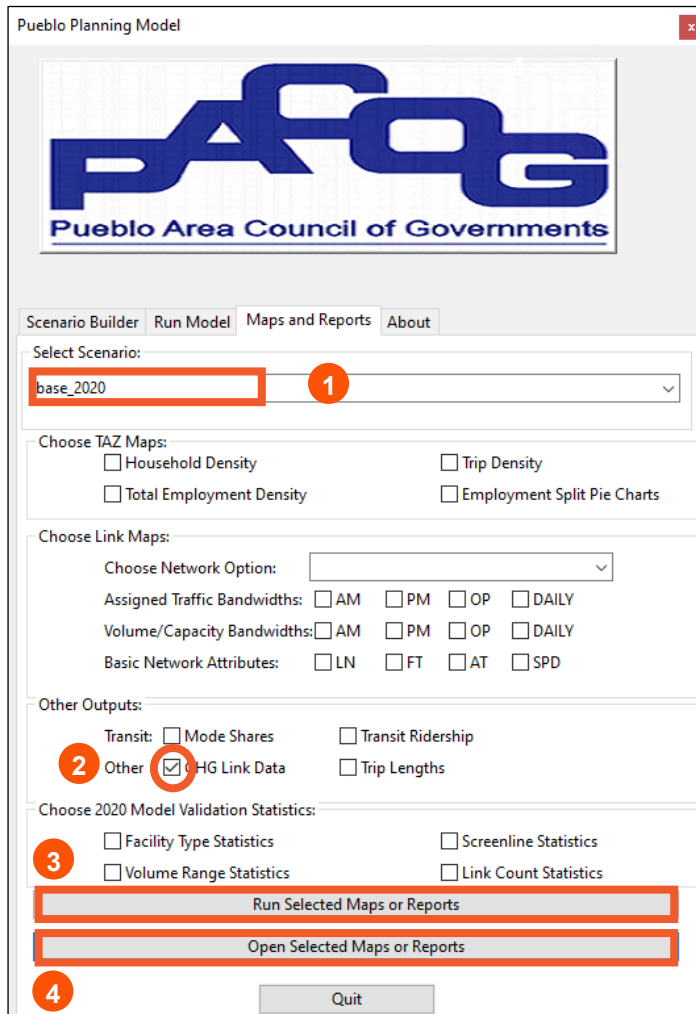 Pueblo Planning Model x
PACOG
Pueblo Area Council of Governments
Scenario Builder Run Model Maps and Reports About
Select Scenario:
base_2020 1
Choose TAZ Maps:
Household Density Trip Density
Total Employment Density Employment Split Pie Charts
Choose Link Maps:
Choose Network Option:
Assigned Traffic Bandwidths: AM PM OP DAILY
Volume/Capacity Bandwidths: AM PM OP DAILY
Basic Network Attributes: LN FT AT SPD
Other Outputs:
Transit: Mode Shares Transit Ridership
2 Other GHG Link Data Trip Lengths
Choose 2020 Model Validation Statistics:
Facility Type Statistics Screenline Statistics
3
Volume Range Statistics Link Count Statistics
Run Selected Maps or Reports
Open Selected Maps or Reports
4 Quit